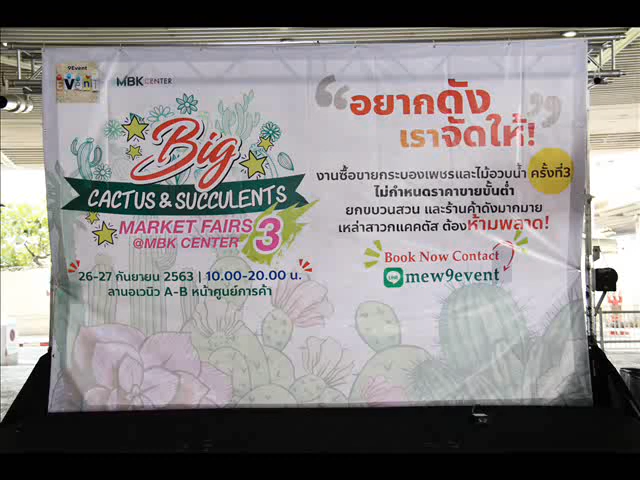 9Event
EVENT
MBK CENTER
Big
CACTUS & SUCCULENTS
MARKET FAIRS 3
@MBK CENTER
26-27 กันยายน 2563 | 10.00-20.00 น.
ลานอเวนิว A-B หน้าศูนย์การค้า
“อยากดัง
เราจัดให้!”
งานซื้อขายกระบองเพชรและไม้อวบน้ำ ครั้งที่3
ไม่กำหนดราคาขายขั้นต่ำ
ยกขบวนสวน และร้านค้าดังมากมาย
เหล่าสาวกแคคตัส ต้องห้ามพลาด!
Book Now Contact
LINE mew9event